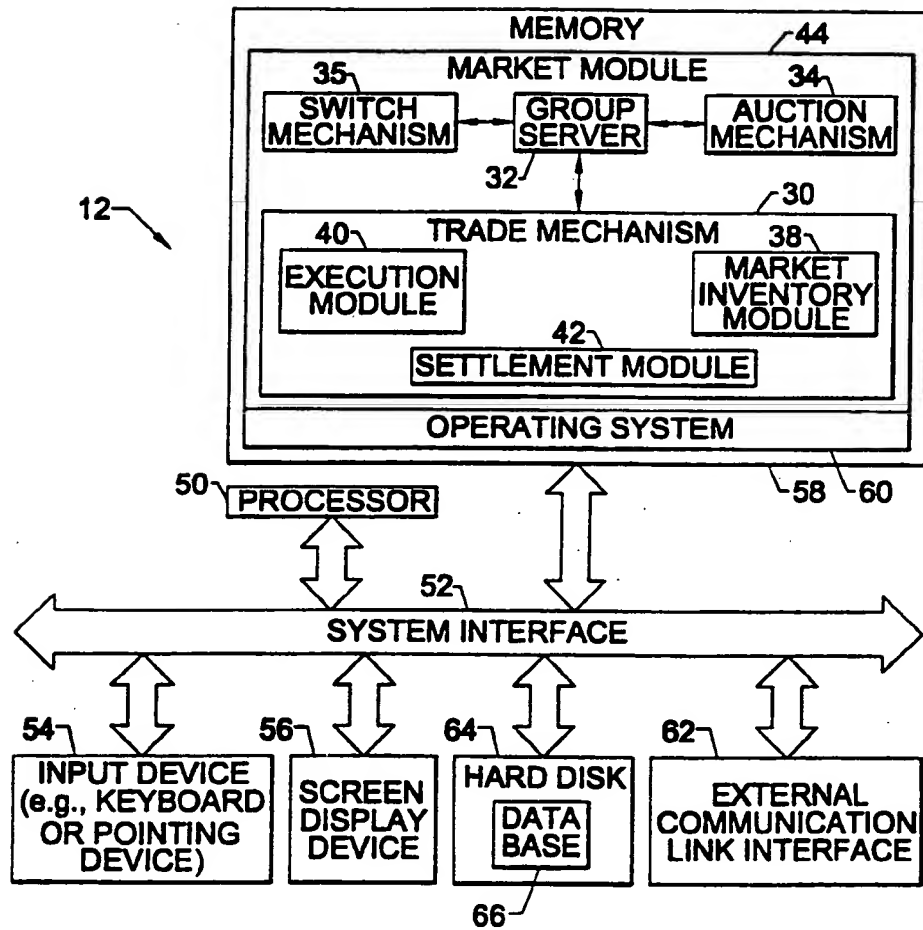 MEMORY
44
MARKET MODULE
35
34
SWITCH
MECHANISM
GROUP
SERVER
AUCTION
MECHANISM
32
12
30
TRADE MECHANISM
40
38
EXECUTION
MODULE
MARKET
INVENTORY
MODULE
42
SETTLEMENT MODULE
OPERATING SYSTEM
50
PROCESSOR
58
60
52
SYSTEM INTERFACE
54
56
64
62
INPUT DEVICE
(e.g., KEYBOARD
OR POINTING
DEVICE)
SCREEN
DISPLAY
DEVICE
HARD DISK
DATA
BASE
EXTERNAL
COMMUNICATION
LINK INTERFACE
66